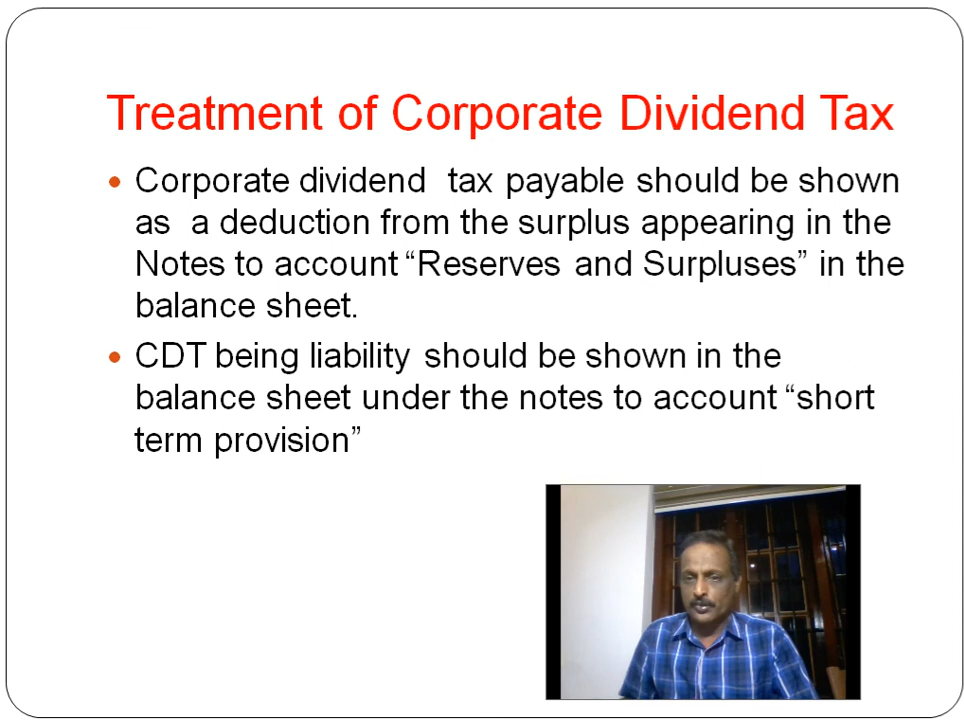 Treatment of Corporate Dividend Tax
• Corporate dividend tax payable should be shown
as a deduction from the surplus appearing in the
Notes to account “Reserves and Surpluses” in the
balance sheet.
• CDT being liability should be shown in the
balance sheet under the notes to account “short
term provision”